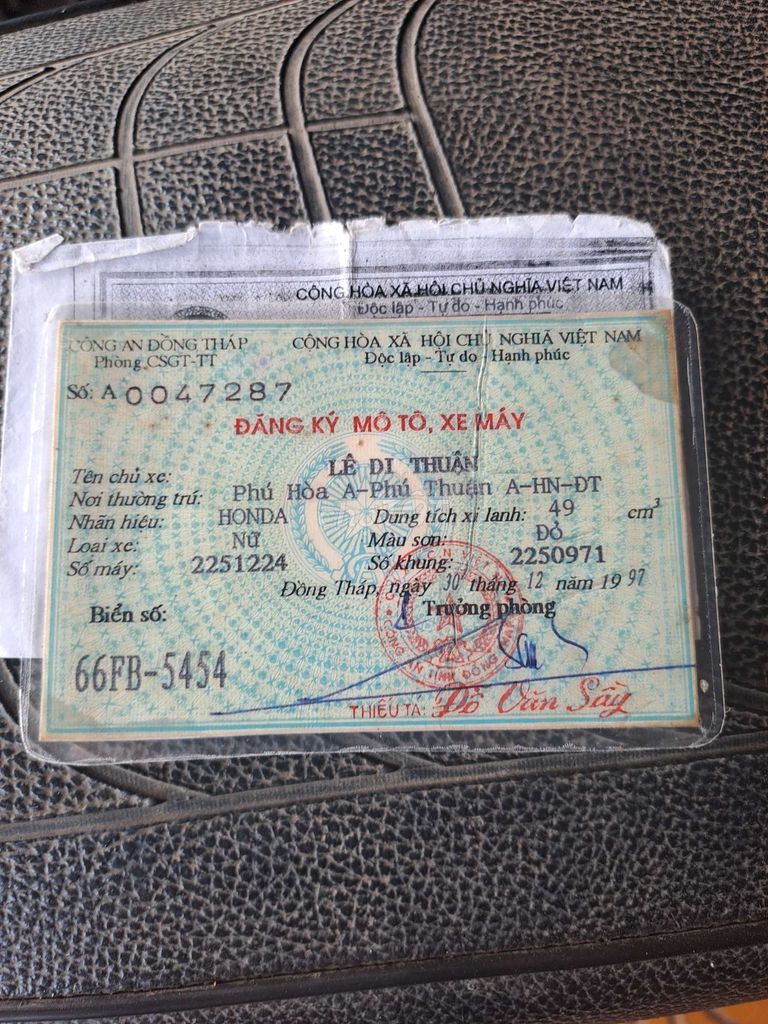 CỘNG HÒA XÃ HỘI CHỦ NGHĨA VIỆT NAM
Độc lập - Tự do - Hạnh phúc
CÔNG AN ĐỒNG THÁP
Phòng CSGT-TT
CỘNG HÒA XÃ HỘI CHỦ NGHIÃ VIỆT NAM
Độc lập - Tự do - Hạnh phúc
Số: A 0047287
ĐĂNG KÝ MÔ TÔ, XE MÁY
Tên chủ xe: LÊ DI THUẬN
Nơi thường trú: Phú Hòa A-Phú Thuận A-HN-ĐT
Nhãn hiệu: HONDA Dung tích xi lanh: 49 cm³
Loại xe: NỮ Màu sơn: ĐỎ
Số máy: 2251224 Số khung: 2250971
Đồng Tháp, ngày 30 tháng 12 năm 1997
Biển số: Trưởng phòng
66FB-5454
THIẾU TÁ: Đỗ Văn Sầy